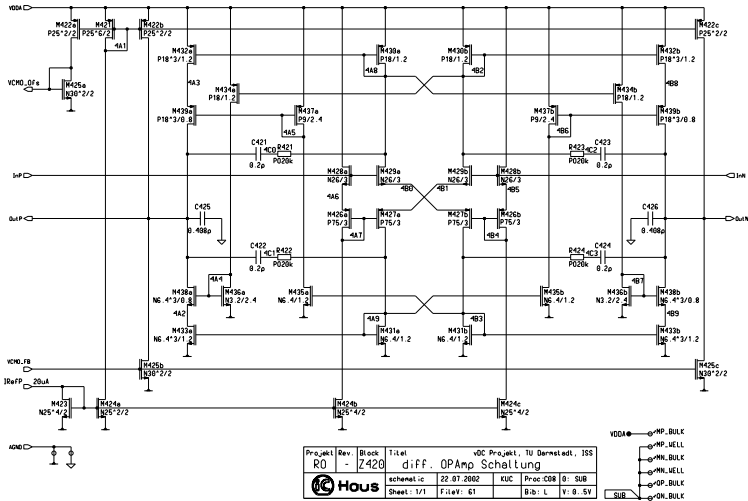 VDDA
M422a
P25*2/2
M421
P25*6/2
4A1
M422b
P25*2/2
M422c
P25*2/2
M432a
P18*3/1.2
4A3
M430a
P18/1.2
4A8
M430b
P18/1.2
4B2
M432b
P18*3/1.2
4B8
VCMO_OFs
M425a
N30*2/2
M434a
P18/1.2
M434b
P18/1.2
M439a
P18*3/0.8
M437a
P9/2.4
4A5
M437b
P9/2.4
4B6
M439b
P18*3/0.8
C421
0.2p
4C0
R421
PO20k
R423
PO20k
4C2
C423
0.2p
InP
M428a
N26/3
4A6
M429a
N26/3
4B0
4B1
M429b
N26/3
M428b
N26/3
4B5
InN
OutP
C425
0.408p
M426a
P75/3
4A7
M427a
P75/3
M427b
P75/3
M426b
P75/3
4B4
C426
0.408p
OutN
C422
0.2p
4C1
R422
PO20k
R424
PO20k
4C3
C424
0.2p
M438a
N6.4*3/0.8
4A4
4A2
M436a
N3.2/2.4
M435a
N6.4/1.2
M435b
N6.4/1.2
M436b
N3.2/2.4
4B7
M438b
N6.4*3/0.8
4B9
M433a
N6.4*3/1.2
4A9
M431a
N6.4/1.2
M431b
N6.4/1.2
4B3
M433b
N6.4*3/1.2
VCMO_FB
M425b
N30*2/2
M425c
N30*2/2
IRefP 20uA
M423
N25*4/2
M424a
N25*2/2
M424b
N25*4/2
M424c
N25*4/2
AGND
VDDA
MP_BULK
MP_WELL
MN_BULK
MN_WELL
QP_BULK
SUB
QN_BULK
Projekt Rev. Block Titel vDC Projekt, TU Darmstadt, ISS
R0 - Z420 diff. OPAmp Schaltung
iC Haus
schematic 22.07.2002 KUC Proc:C08 B: SUB
Sheet: 1/1 FileV: 61 Bib: L V: 0.5V